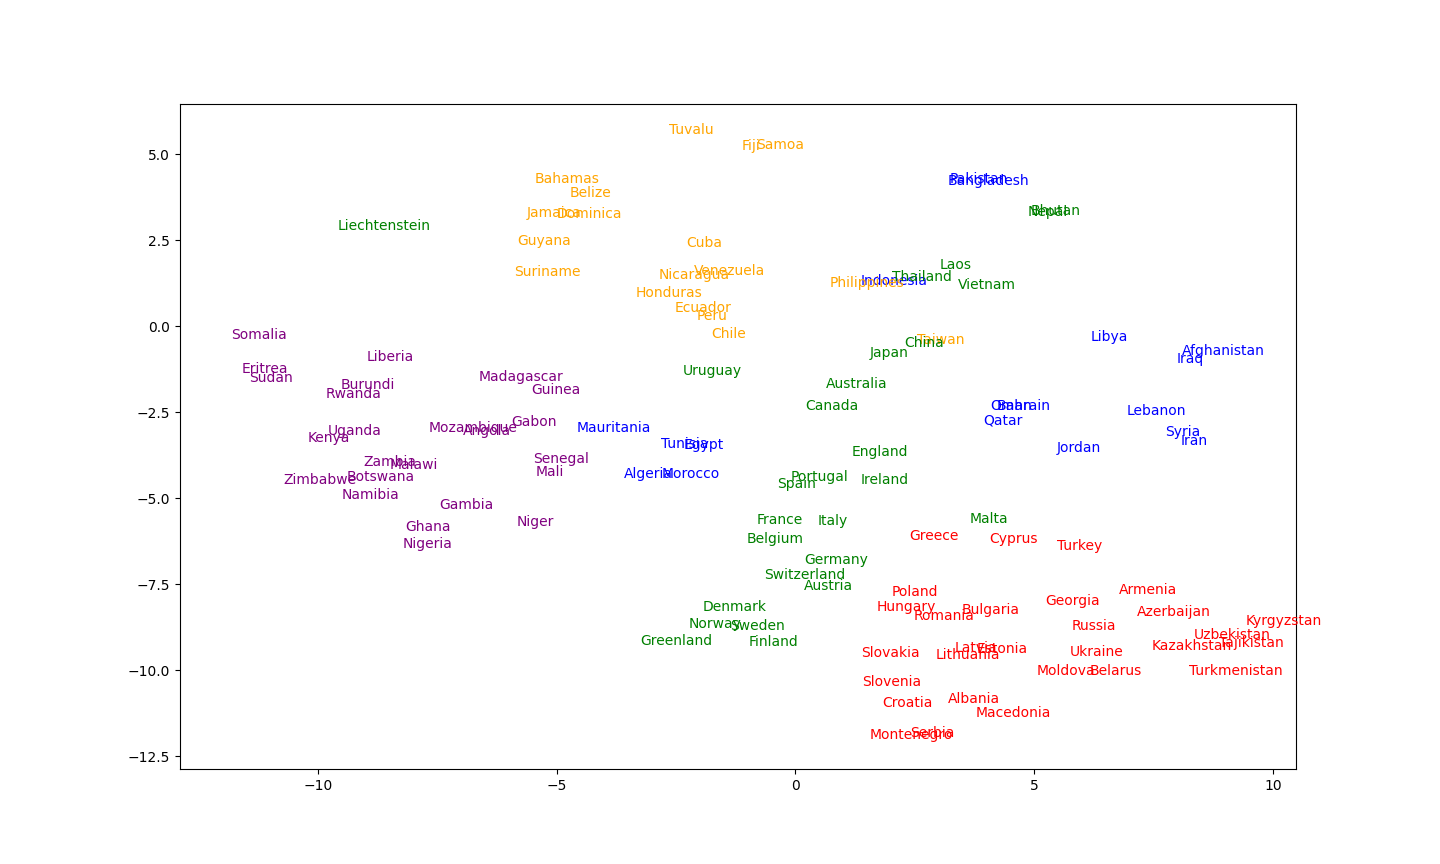 Tuvalu
Fiji Samoa
5.0
Bahamas Pakistan
Bangladesh
Belize
Jamaica Dominica Nepal Bhutan
Liechtenstein
2.5 Guyana Cuba
Laos
Suriname Nicaragua Venezuela Thailand
Philippines Indonesia Vietnam
Honduras
Ecuador
Peru
0.0
Somalia Chile Taiwan Libya
China
Liberia Japan Afghanistan
Iraq
Eritrea Uruguay
Sudan Madagascar
Burundi Guinea Australia
Rwanda
−2.5 Canada Oman Bahrain Lebanon
Gabon Qatar
Uganda Mozambique Angola Mauritania Syria
Kenya Tunisia Egypt Iran
England Jordan
Zambia Malawi Senegal
Zimbabwe Botswana Mali Algeria Morocco Portugal Ireland
Spain
−5.0 Namibia
Gambia
Ghana Niger France Italy Malta
Nigeria Belgium Greece Cyprus Turkey
Germany
−7.5 Switzerland
Austria Poland Armenia
Denmark Hungary Bulgaria Georgia Azerbaijan
Norway Sweden Romania Russia Kyrgyzstan
Greenland Finland Latvia Estonia Uzbekistan
Slovakia Lithuania Ukraine Kazakhstan Tajikistan
−10.0 Moldova Belarus Turkmenistan
Slovenia
Croatia Albania
Macedonia
Montenegro Serbia
−12.5
−10 −5 0 5 10